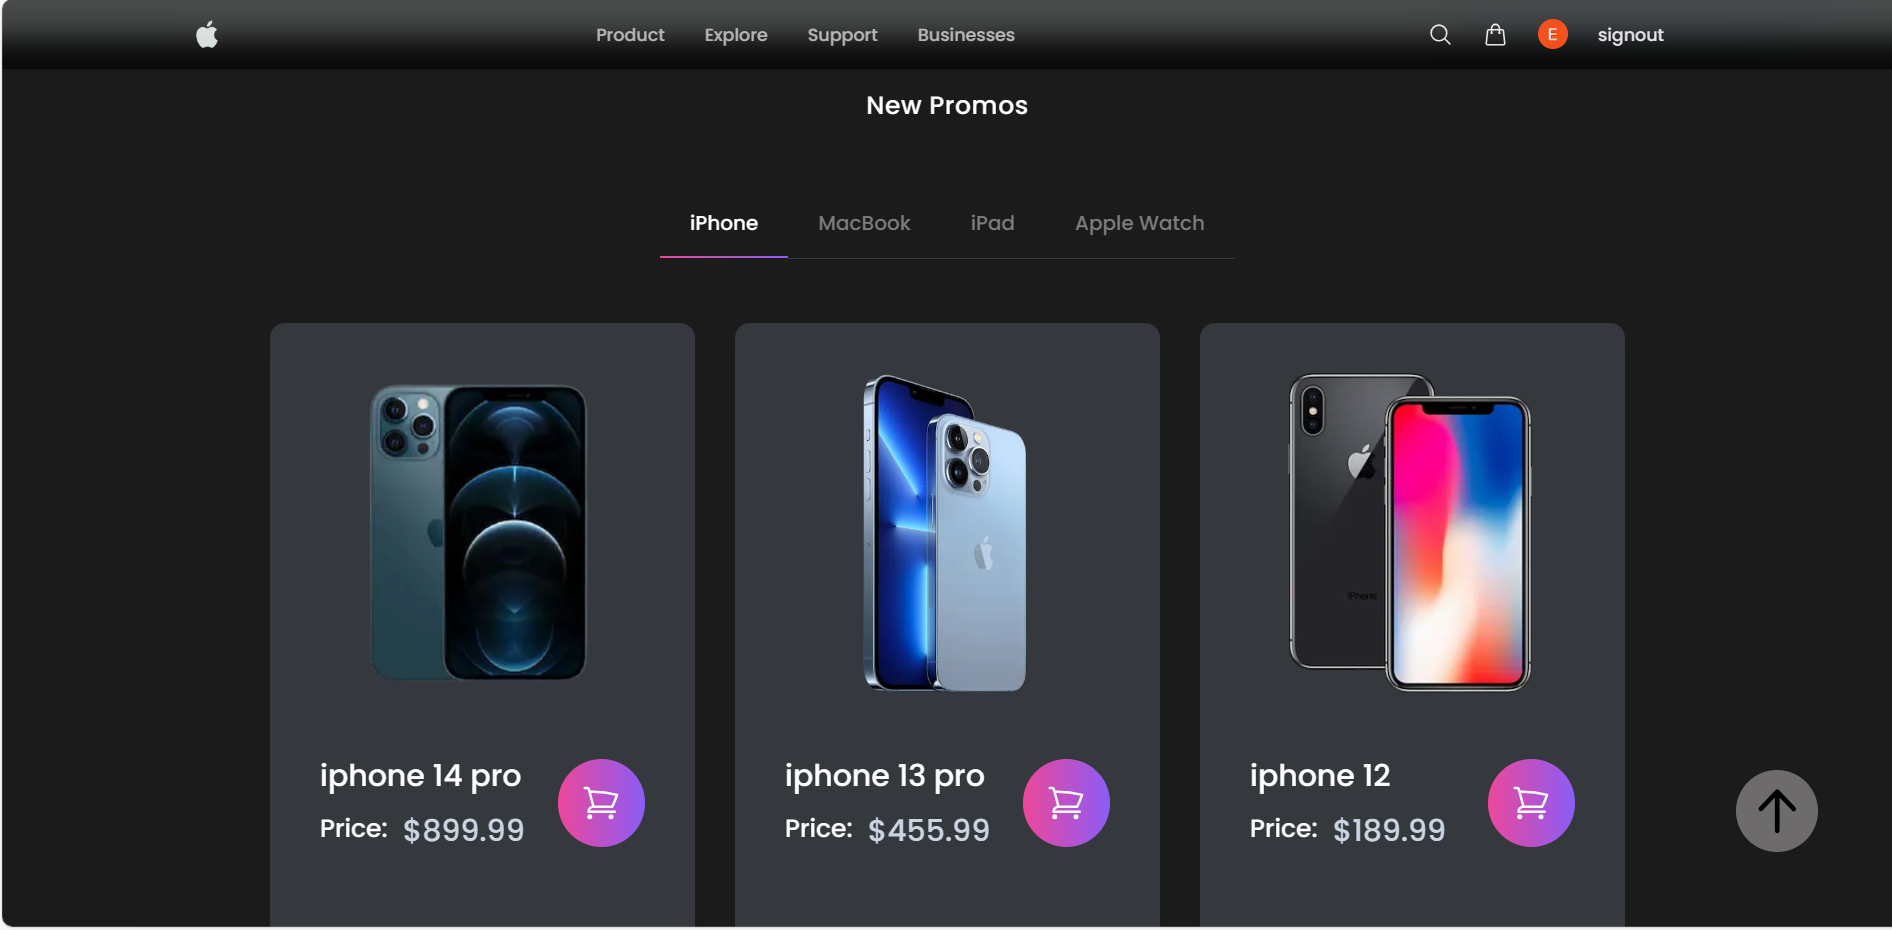 Product Explore Support Businesses E signout
New Promos
iPhone MacBook iPad Apple Watch
iPhone
iphone 14 pro
Price: $899.99
iphone 13 pro
Price: $455.99
iphone 12
Price: $189.99